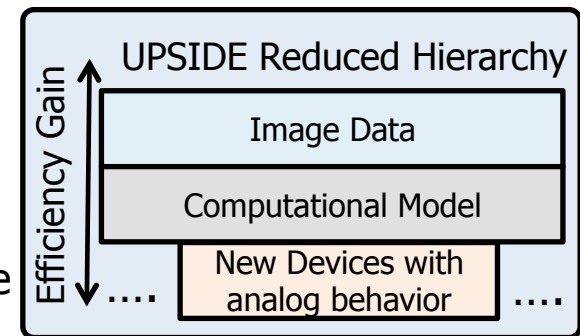 UPSIDE Reduced Hierarchy
Efficiency Gain
Image Data
Computational Model
New Devices with
analog behavior
....
....
e